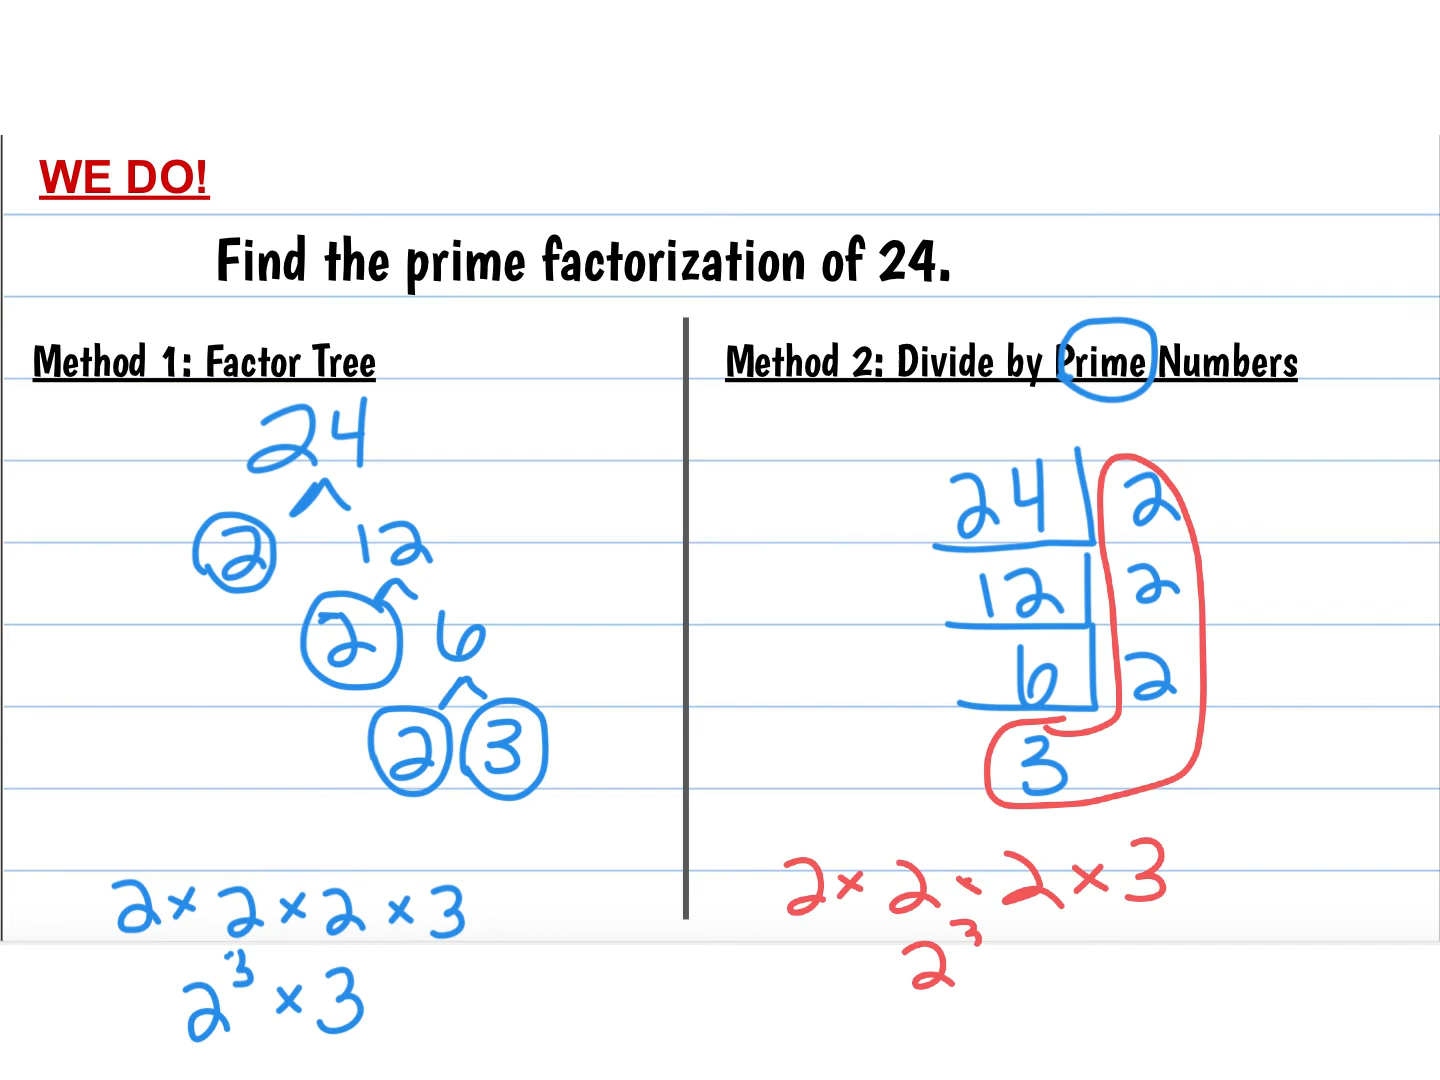 WE DO!
Find the prime factorization of 24.
Method 1: Factor Tree
24
2 12
2 6
2 3
2 × 2 × 2 × 3
2³ × 3
Method 2: Divide by Prime Numbers
24 2
12 2
6 2
3
2 × 2 × 2 × 3
2³